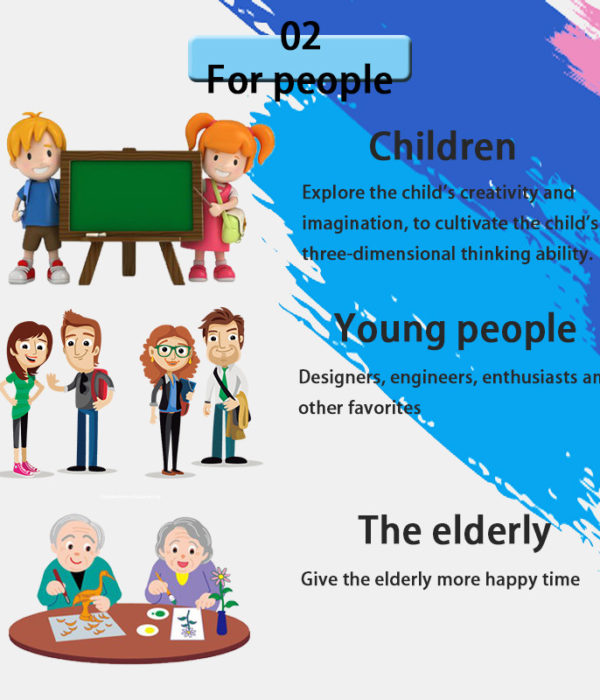 02
For people
Children
Explore the child's creativity and
imagination, to cultivate the child's
three-dimensional thinking ability.
Young people
Designers, engineers, enthusiasts an
other favorites
The elderly
Give the elderly more happy time